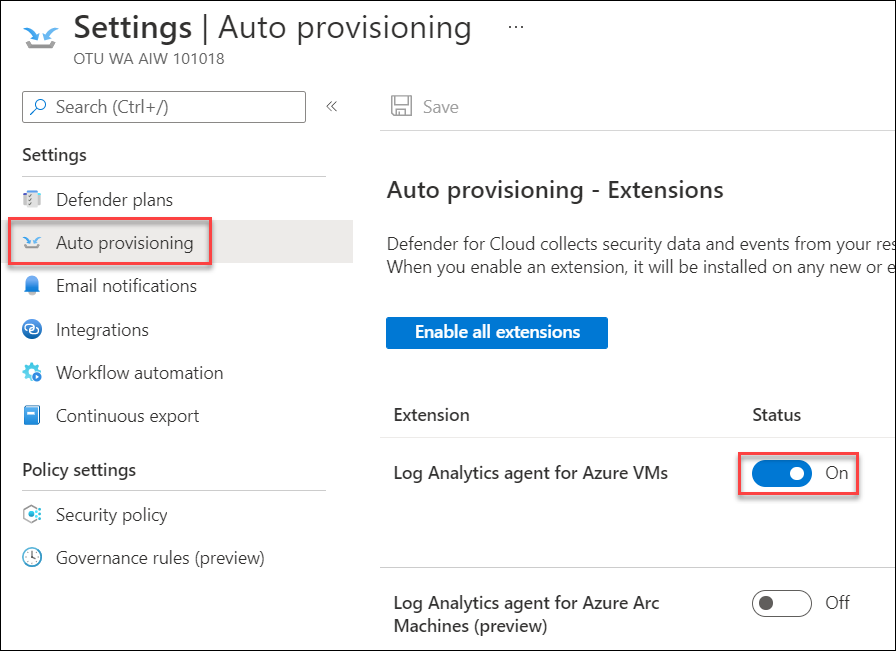 Settings | Auto provisioning ...
OTU WA AIW 101018
Search (Ctrl+/)
«
Save
Settings
Defender plans
Auto provisioning
Email notifications
Integrations
Workflow automation
Continuous export
Policy settings
Security policy
Governance rules (preview)
Auto provisioning - Extensions
Defender for Cloud collects security data and events from your
When you enable an extension, it will be installed on any new or
Enable all extensions
Extension Status
Log Analytics agent for Azure VMs On
Log Analytics agent for Azure Arc
Machines (preview)
Off